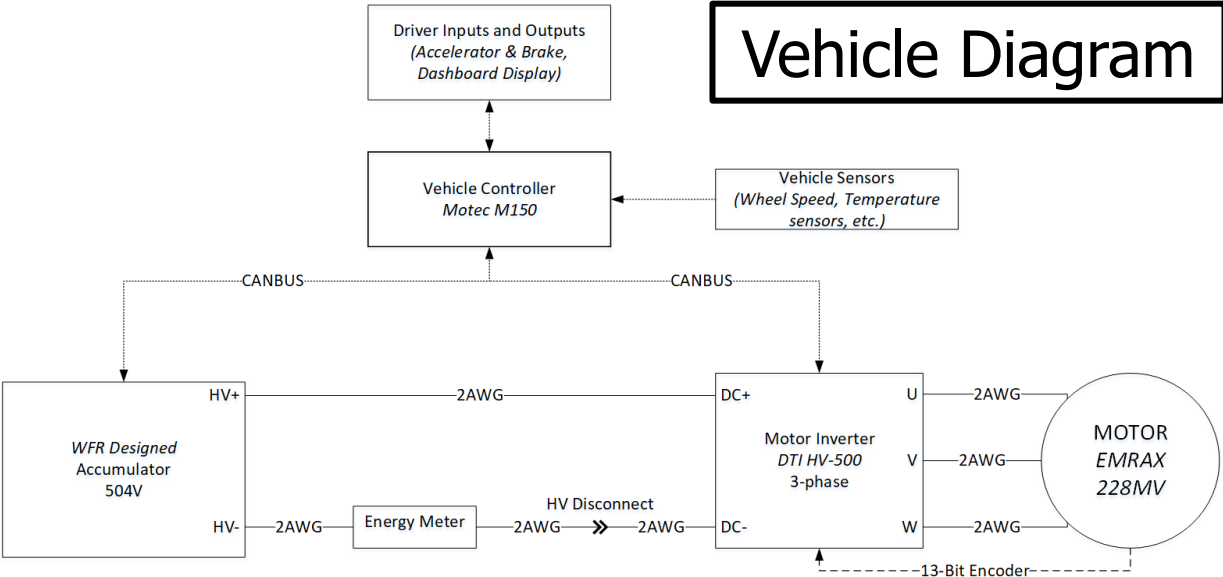 Vehicle Diagram
Driver Inputs and Outputs
(Accelerator & Brake,
Dashboard Display)
Vehicle Controller
Motec M150
Vehicle Sensors
(Wheel Speed, Temperature
sensors, etc.)
CANBUS
CANBUS
HV+
2AWG
DC+
U
2AWG
WFR Designed
Accumulator
504V
Motor Inverter
DTI HV-500
3-phase
V
2AWG
MOTOR
EMRAX
228MV
HV Disconnect
HV-
2AWG
Energy Meter
2AWG
2AWG
DC-
W
2AWG
13-Bit Encoder